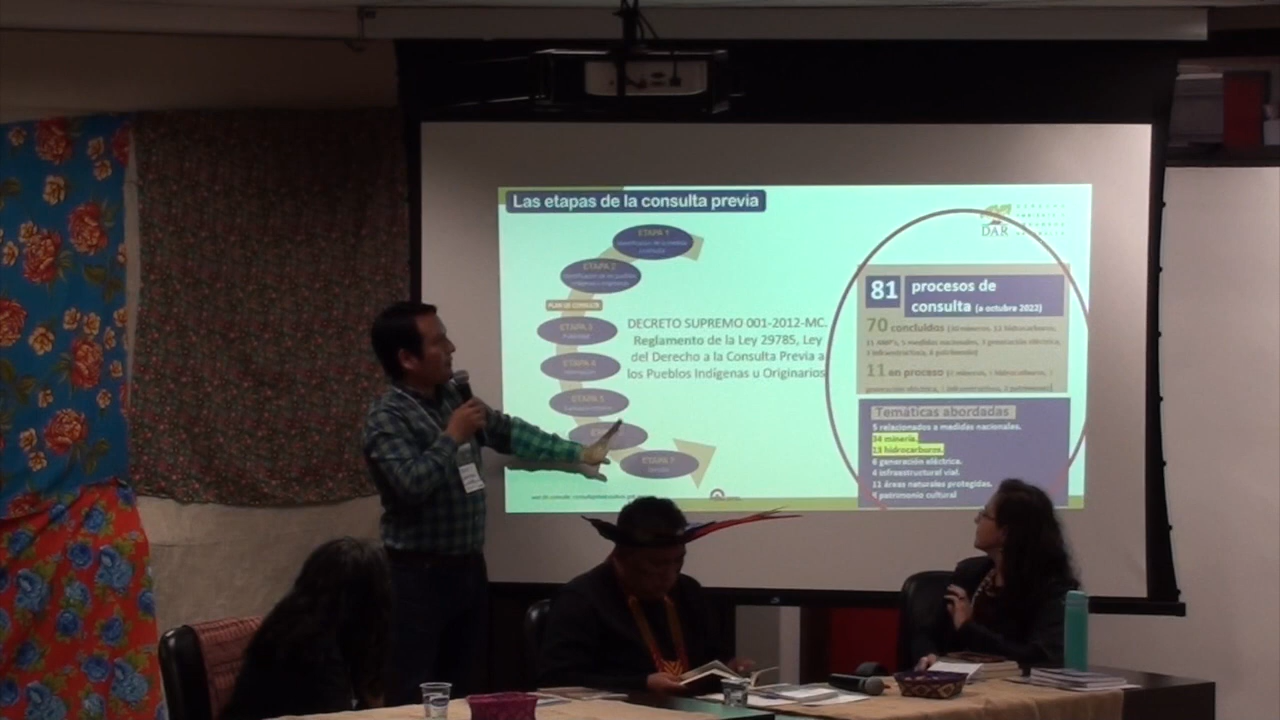 Las etapas de la consulta previa
DAR
ETAPA 1
ETAPA 2
PLAN DE CONSULTA
ETAPA 3
ETAPA 4
ETAPA 5
ETAPA 7
DECRETO SUPREMO 001-2012-MC.
Reglamento de la Ley 29785, Ley
del Derecho a la Consulta Previa a
los Pueblos Indígenas u Originarios
81 procesos de
consulta (a octubre 2022)
70 concluidos
11 en proceso
Temáticas abordadas
5 relacionados a medidas nacionales.
34 minería.
13 hidrocarburos.
6 generación eléctrica.
4 infraestructural vial.
11 áreas naturales protegidas.
patrimonio cultural